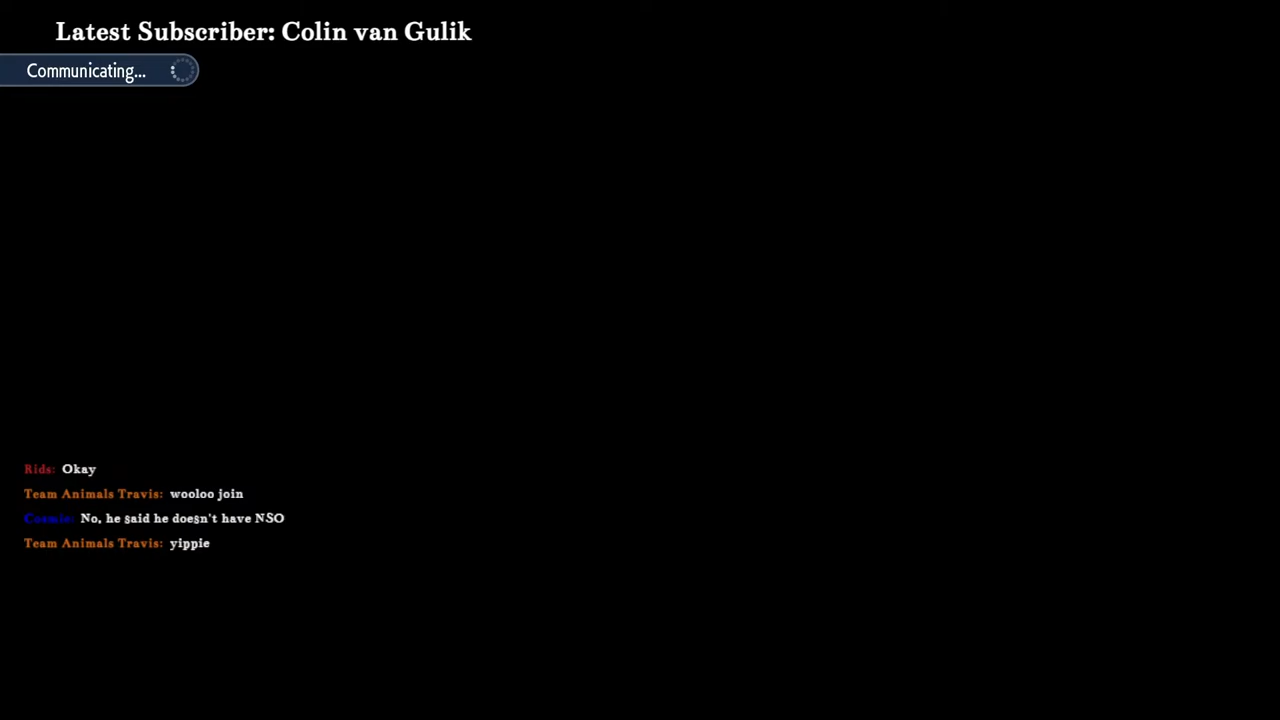 Latest Subscriber: Colin van Gulik
Communicating...
Rids: Okay
Team Animals Travis: wooloo join
Cosmic: No, he said he doesn't have NSO
Team Animals Travis: yippie